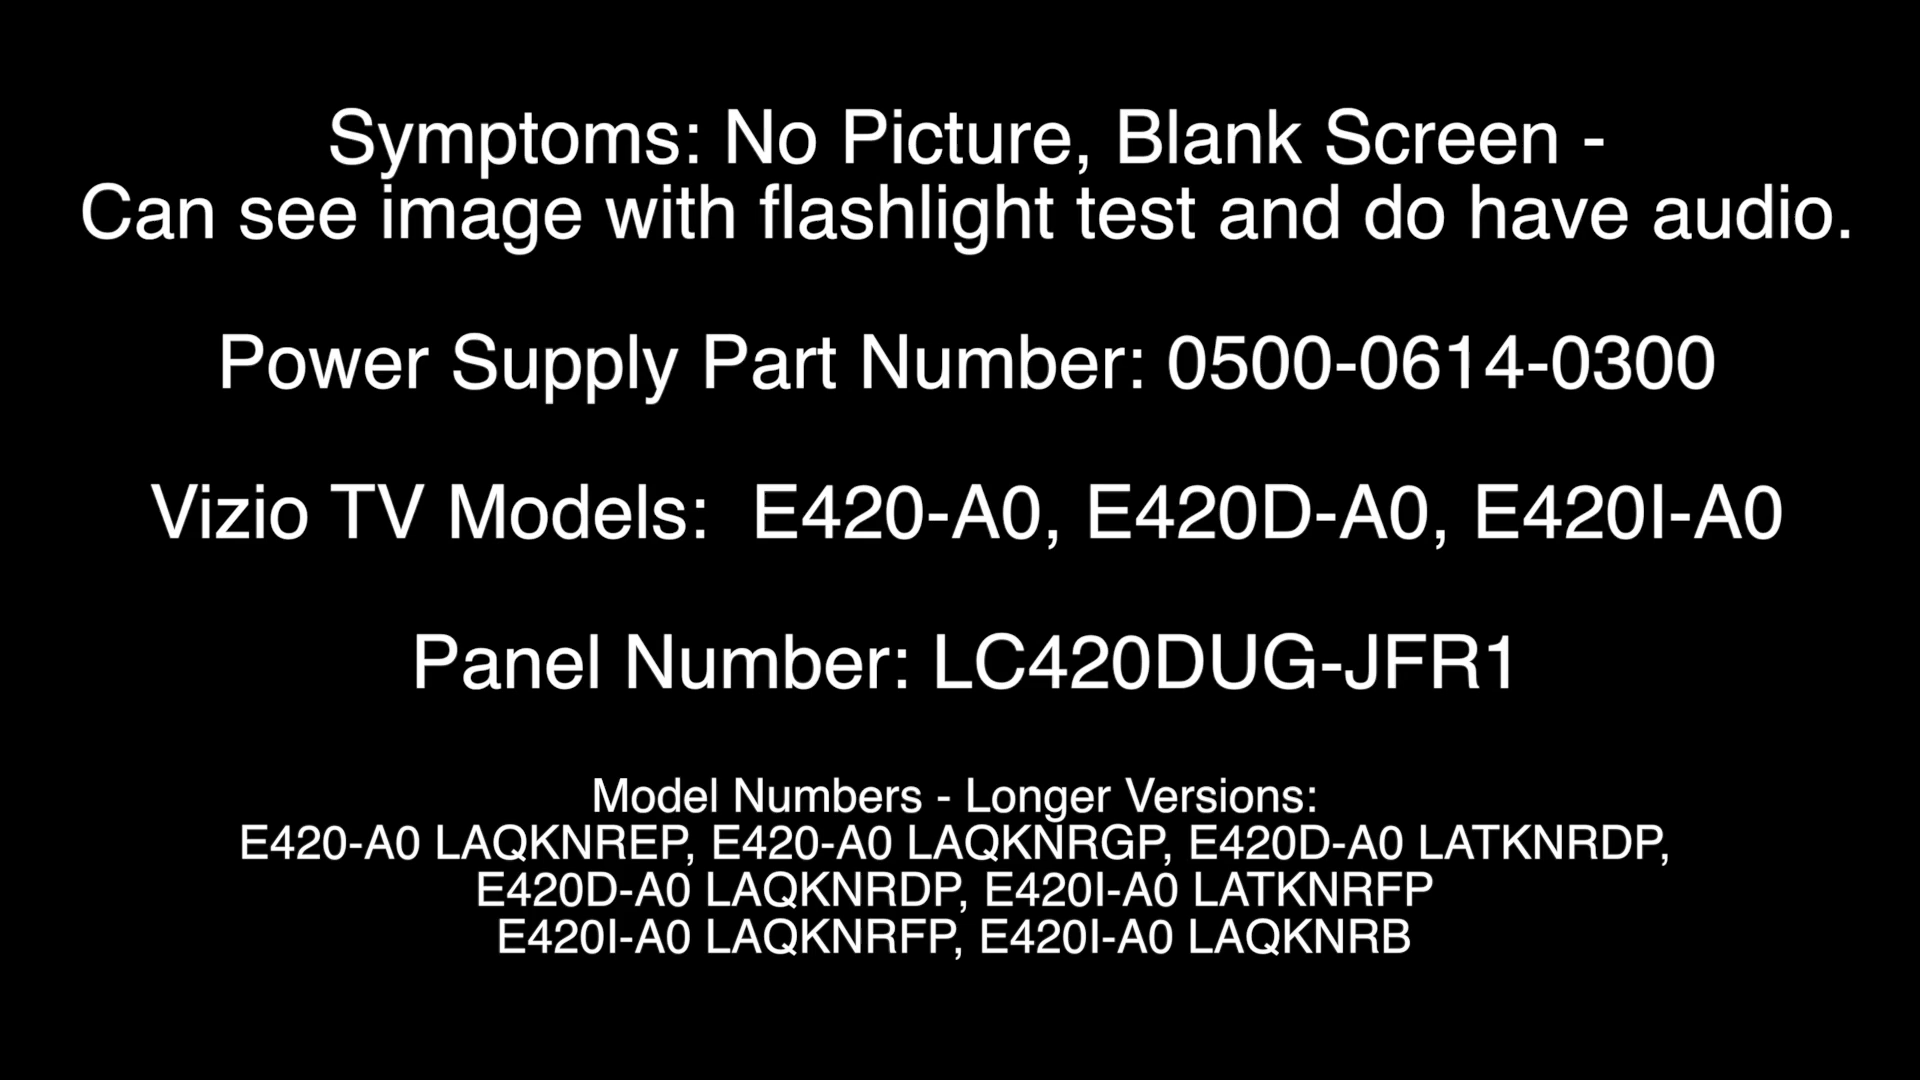 Symptoms: No Picture, Blank Screen -
Can see image with flashlight test and do have audio.
Power Supply Part Number: 0500-0614-0300
Vizio TV Models:  E420-A0, E420D-A0, E420I-A0
Panel Number: LC420DUG-JFR1
Model Numbers - Longer Versions:
E420-A0 LAQKNREP, E420-A0 LAQKNRGP, E420D-A0 LATKNRDP,
E420D-A0 LAQKNRDP, E420I-A0 LATKNRFP
E420I-A0 LAQKNRFP, E420I-A0 LAQKNRB